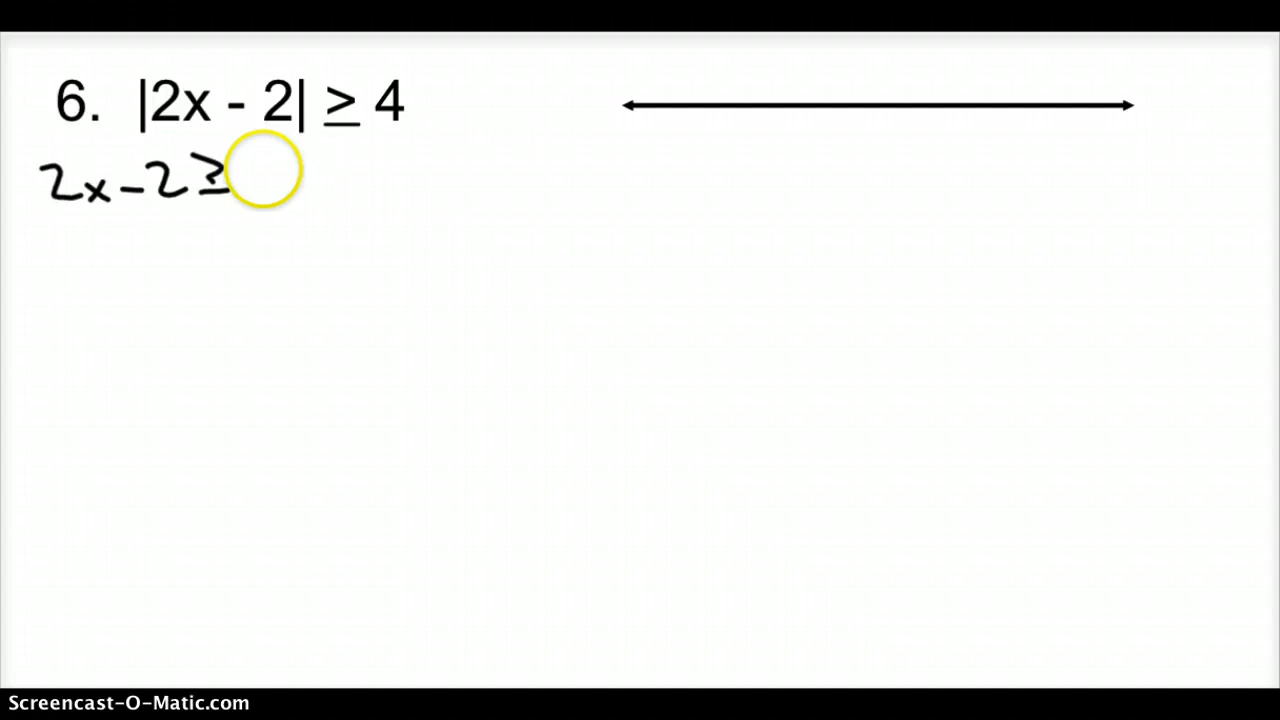 6. |2x - 2| ≥ 4
2x - 2 ≥
Screencast-O-Matic.com